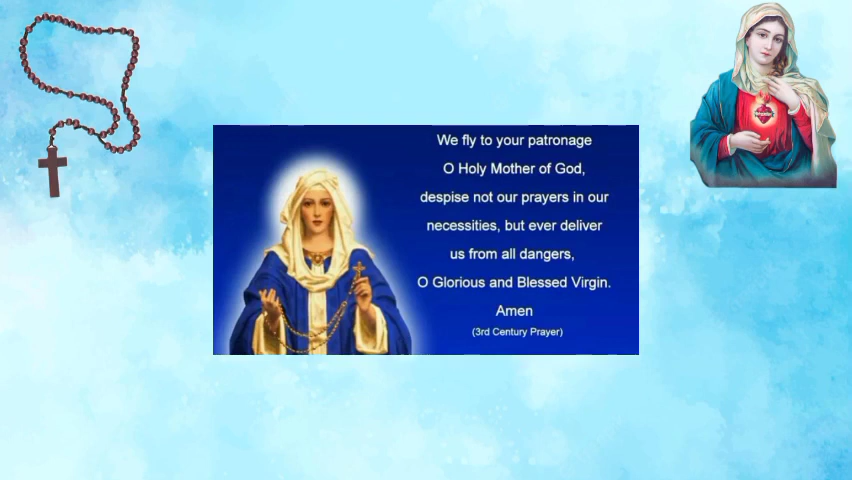 We fly to your patronage
O Holy Mother of God,
despise not our prayers in our
necessities, but ever deliver
us from all dangers,
O Glorious and Blessed Virgin.
Amen
(3rd Century Prayer)